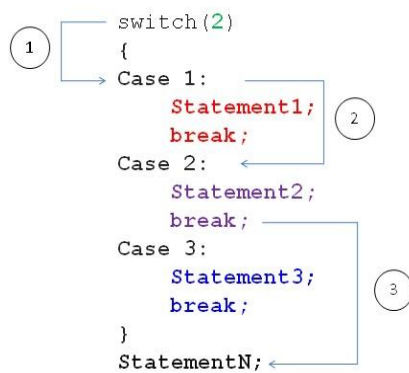 switch(2)
1
{
Case 1:
Statement1;
2
break;
Case 2:
Statement2;
break;
Case 3:
Statement3;
3
break;
}
StatementN;